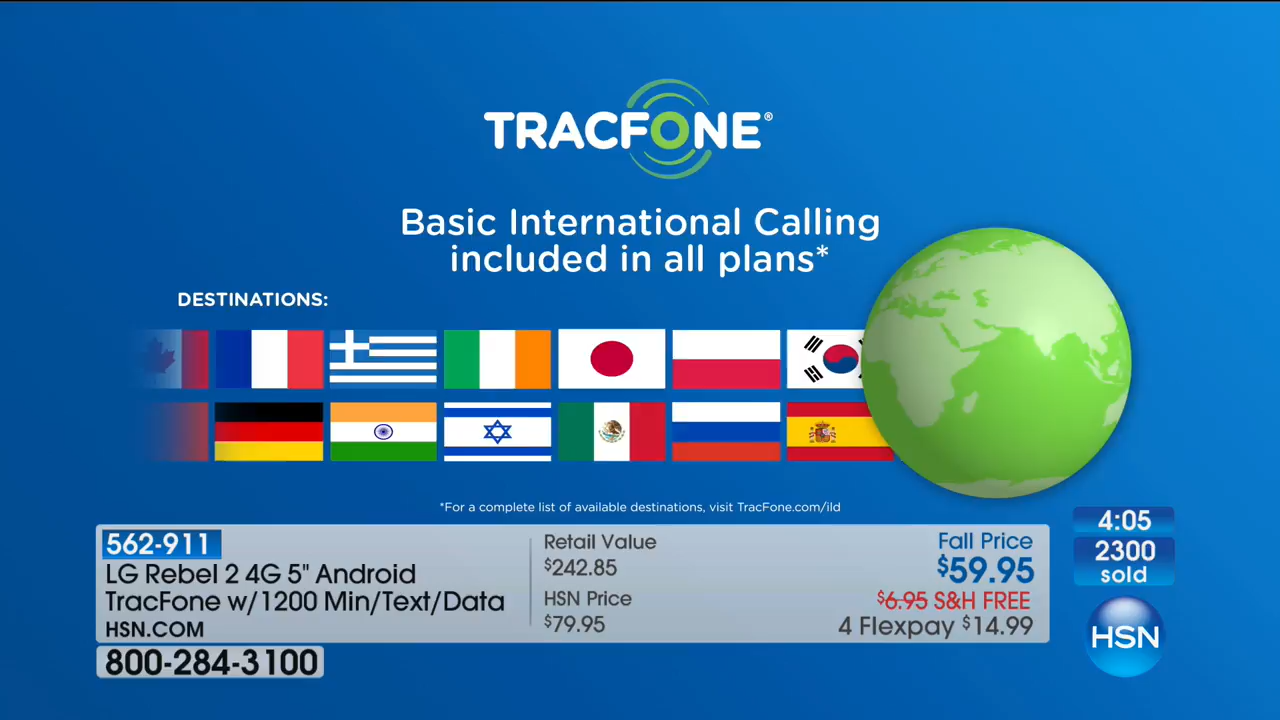 TRACFONE®
Basic International Calling
included in all plans*
DESTINATIONS:
*For a complete list of available destinations, visit TracFone.com/ild
562-911
LG Rebel 2 4G 5" Android
TracFone w/1200 Min/Text/Data
HSN.COM
800-284-3100
Retail Value
$242.85
HSN Price
$79.95
Fall Price
$59.95
$6.95 S&H FREE
4 Flexpay $14.99
4:05
2300
sold
HSN